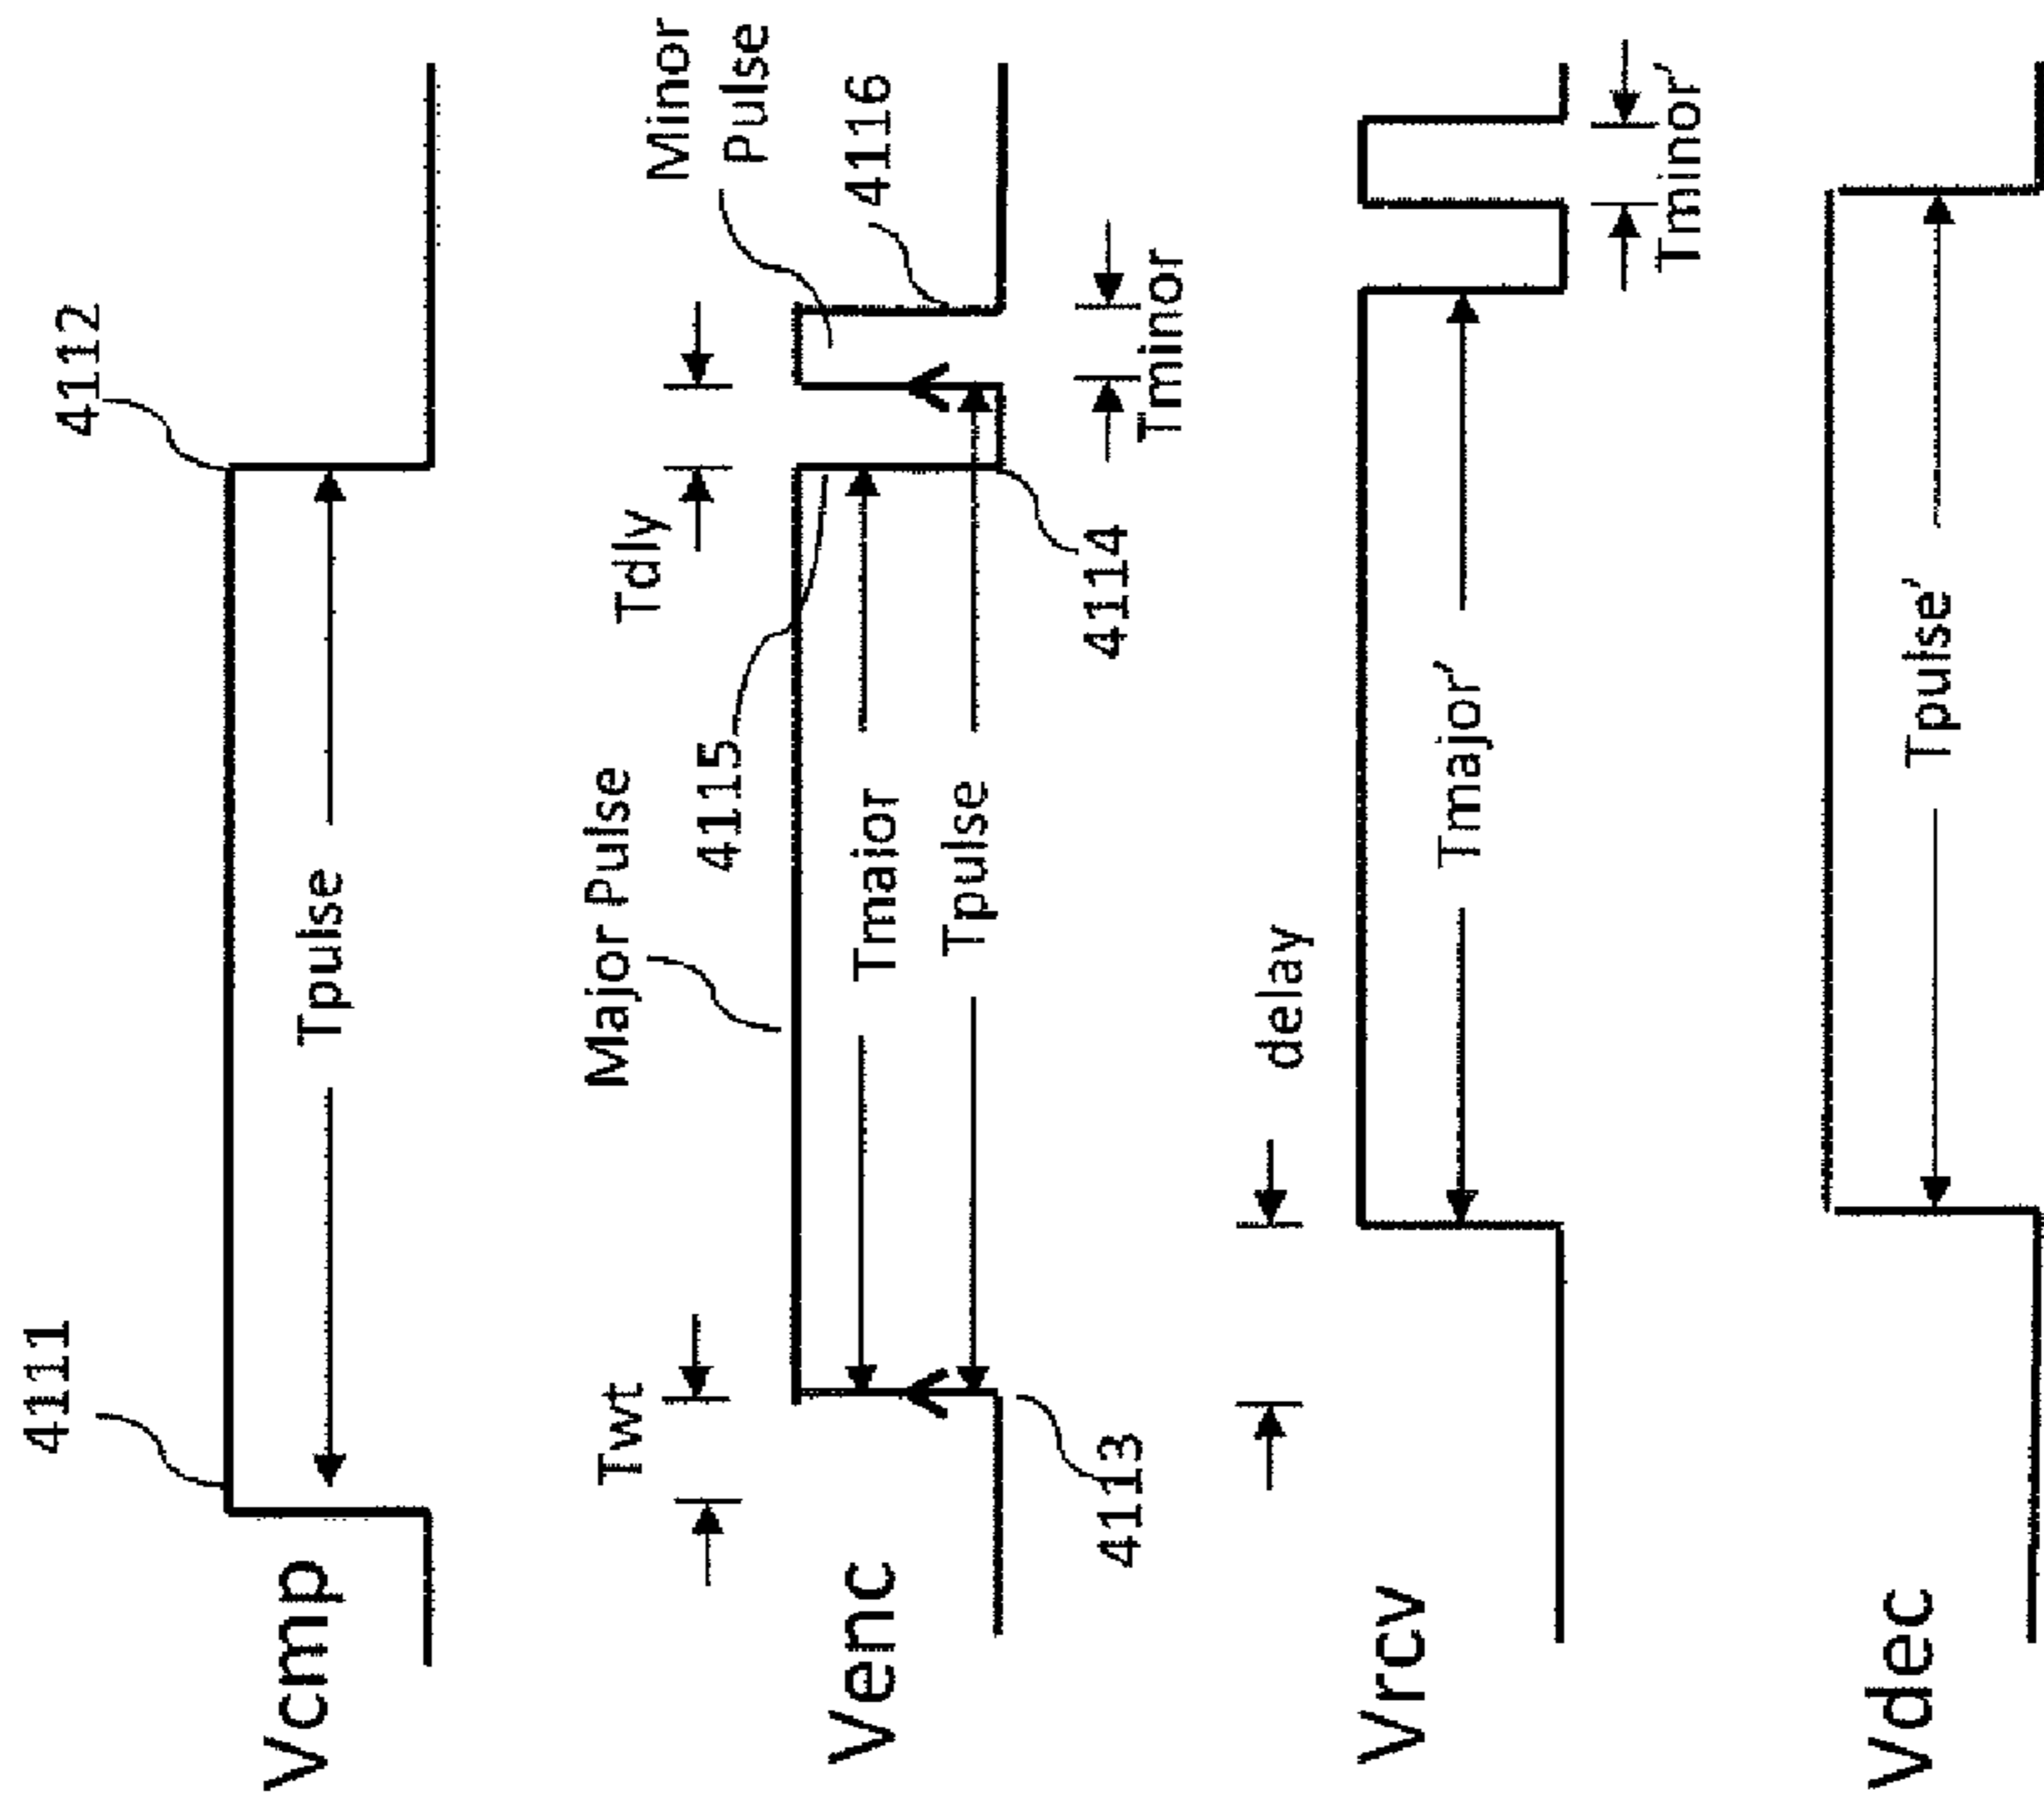 Vcmp
4111
Tpulse
4112
Venc
Twt
4113
Major Pulse
Tmaior
Tpulse
4115
Tdly
4114
Minor
Pulse
4116
Tminor
Vrcv
delay
Tmajor’
Tminor’
Vdec
Tpulse’